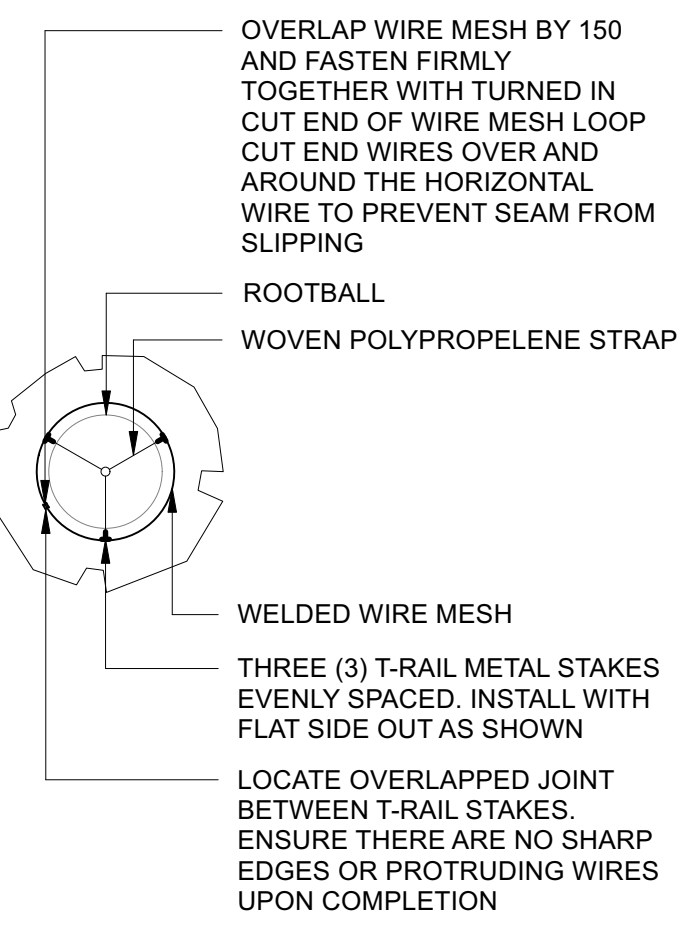 OVERLAP WIRE MESH BY 150
AND FASTEN FIRMLY
TOGETHER WITH TURNED IN
CUT END OF WIRE MESH LOOP
CUT END WIRES OVER AND
AROUND THE HORIZONTAL
WIRE TO PREVENT SEAM FROM
SLIPPING
ROOTBALL
WOVEN POLYPROPELENE STRAP
WELDED WIRE MESH
THREE (3) T-RAIL METAL STAKES
EVENLY SPACED. INSTALL WITH
FLAT SIDE OUT AS SHOWN
LOCATE OVERLAPPED JOINT
BETWEEN T-RAIL STAKES.
ENSURE THERE ARE NO SHARP
EDGES OR PROTRUDING WIRES
UPON COMPLETION